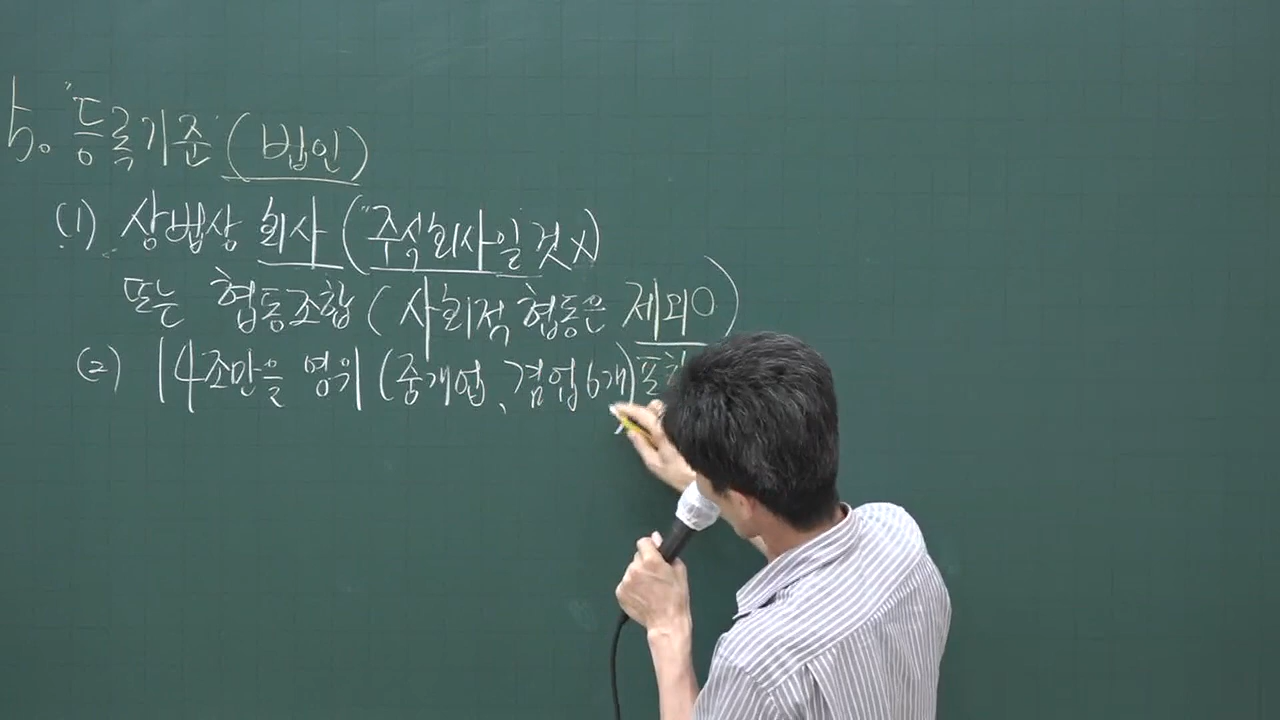 5. "등록기준" (법인)
(1) 상법상 회사 ("주식회사일 것 X)
또는 협동조합 (사회적 협동은 제외 O)
(2) 14조만을 영위 (중개업、겸업 6개)